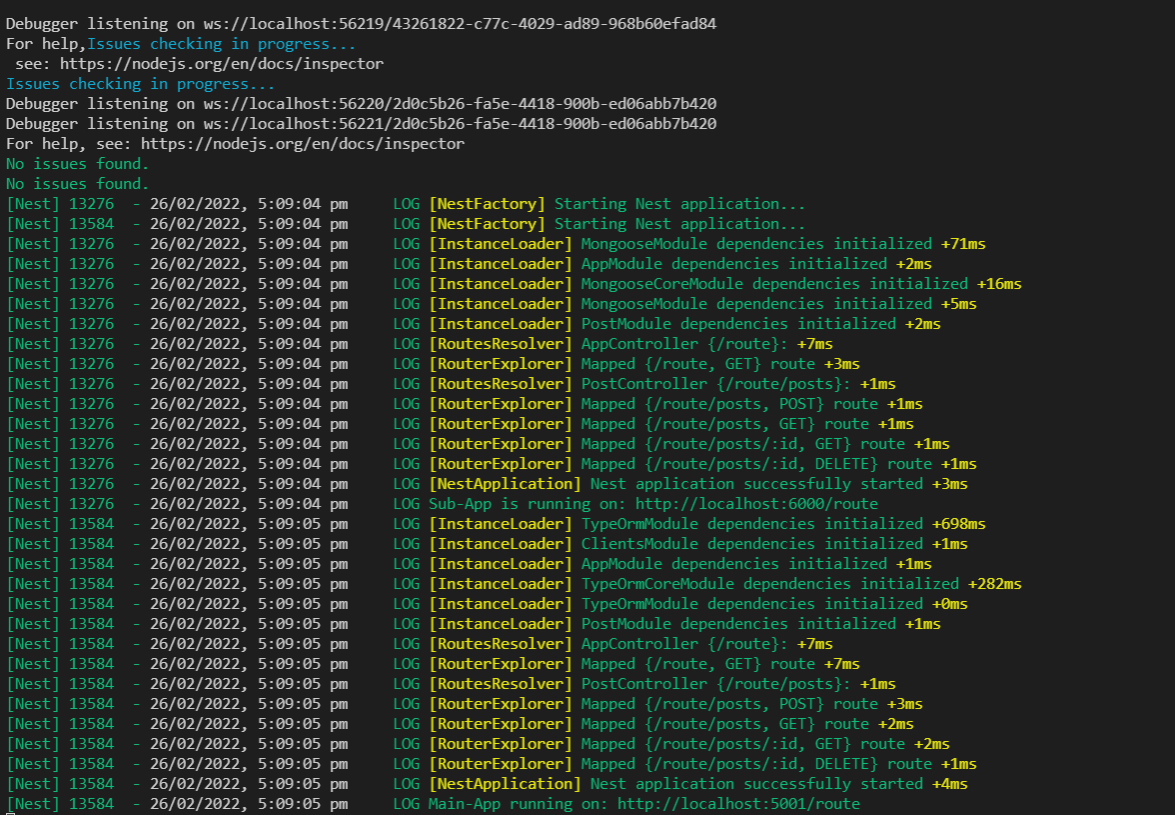 Debugger listening on ws://localhost:56219/43261822-c77c-4029-ad89-968b60efad84
For help,Issues checking in progress...
 see: https://nodejs.org/en/docs/inspector
Issues checking in progress...
Debugger listening on ws://localhost:56220/2d0c5b26-fa5e-4418-900b-ed06abb7b420
Debugger listening on ws://localhost:56221/2d0c5b26-fa5e-4418-900b-ed06abb7b420
For help, see: https://nodejs.org/en/docs/inspector
No issues found.
No issues found.
[Nest] 13276  - 26/02/2022, 5:09:04 pm     LOG [NestFactory] Starting Nest application...
[Nest] 13584  - 26/02/2022, 5:09:04 pm     LOG [NestFactory] Starting Nest application...
[Nest] 13276  - 26/02/2022, 5:09:04 pm     LOG [InstanceLoader] MongooseModule dependencies initialized +71ms
[Nest] 13276  - 26/02/2022, 5:09:04 pm     LOG [InstanceLoader] AppModule dependencies initialized +2ms
[Nest] 13276  - 26/02/2022, 5:09:04 pm     LOG [InstanceLoader] MongooseCoreModule dependencies initialized +16ms
[Nest] 13276  - 26/02/2022, 5:09:04 pm     LOG [InstanceLoader] MongooseModule dependencies initialized +5ms
[Nest] 13276  - 26/02/2022, 5:09:04 pm     LOG [InstanceLoader] PostModule dependencies initialized +2ms
[Nest] 13276  - 26/02/2022, 5:09:04 pm     LOG [RoutesResolver] AppController {/route}: +7ms
[Nest] 13276  - 26/02/2022, 5:09:04 pm     LOG [RouterExplorer] Mapped {/route, GET} route +3ms
[Nest] 13276  - 26/02/2022, 5:09:04 pm     LOG [RoutesResolver] PostController {/route/posts}: +1ms
[Nest] 13276  - 26/02/2022, 5:09:04 pm     LOG [RouterExplorer] Mapped {/route/posts, POST} route +1ms
[Nest] 13276  - 26/02/2022, 5:09:04 pm     LOG [RouterExplorer] Mapped {/route/posts, GET} route +1ms
[Nest] 13276  - 26/02/2022, 5:09:04 pm     LOG [RouterExplorer] Mapped {/route/posts/:id, GET} route +1ms
[Nest] 13276  - 26/02/2022, 5:09:04 pm     LOG [RouterExplorer] Mapped {/route/posts/:id, DELETE} route +1ms
[Nest] 13276  - 26/02/2022, 5:09:04 pm     LOG [NestApplication] Nest application successfully started +3ms
[Nest] 13276  - 26/02/2022, 5:09:04 pm     LOG Sub-App is running on: http://localhost:6000/route
[Nest] 13584  - 26/02/2022, 5:09:05 pm     LOG [InstanceLoader] TypeOrmModule dependencies initialized +698ms
[Nest] 13584  - 26/02/2022, 5:09:05 pm     LOG [InstanceLoader] ClientsModule dependencies initialized +1ms
[Nest] 13584  - 26/02/2022, 5:09:05 pm     LOG [InstanceLoader] AppModule dependencies initialized +1ms
[Nest] 13584  - 26/02/2022, 5:09:05 pm     LOG [InstanceLoader] TypeOrmCoreModule dependencies initialized +282ms
[Nest] 13584  - 26/02/2022, 5:09:05 pm     LOG [InstanceLoader] TypeOrmModule dependencies initialized +0ms
[Nest] 13584  - 26/02/2022, 5:09:05 pm     LOG [InstanceLoader] PostModule dependencies initialized +1ms
[Nest] 13584  - 26/02/2022, 5:09:05 pm     LOG [RoutesResolver] AppController {/route}: +7ms
[Nest] 13584  - 26/02/2022, 5:09:05 pm     LOG [RouterExplorer] Mapped {/route, GET} route +7ms
[Nest] 13584  - 26/02/2022, 5:09:05 pm     LOG [RoutesResolver] PostController {/route/posts}: +1ms
[Nest] 13584  - 26/02/2022, 5:09:05 pm     LOG [RouterExplorer] Mapped {/route/posts, POST} route +3ms
[Nest] 13584  - 26/02/2022, 5:09:05 pm     LOG [RouterExplorer] Mapped {/route/posts, GET} route +2ms
[Nest] 13584  - 26/02/2022, 5:09:05 pm     LOG [RouterExplorer] Mapped {/route/posts/:id, GET} route +2ms
[Nest] 13584  - 26/02/2022, 5:09:05 pm     LOG [RouterExplorer] Mapped {/route/posts/:id, DELETE} route +1ms
[Nest] 13584  - 26/02/2022, 5:09:05 pm     LOG [NestApplication] Nest application successfully started +4ms
[Nest] 13584  - 26/02/2022, 5:09:05 pm     LOG Main-App running on: http://localhost:5001/route